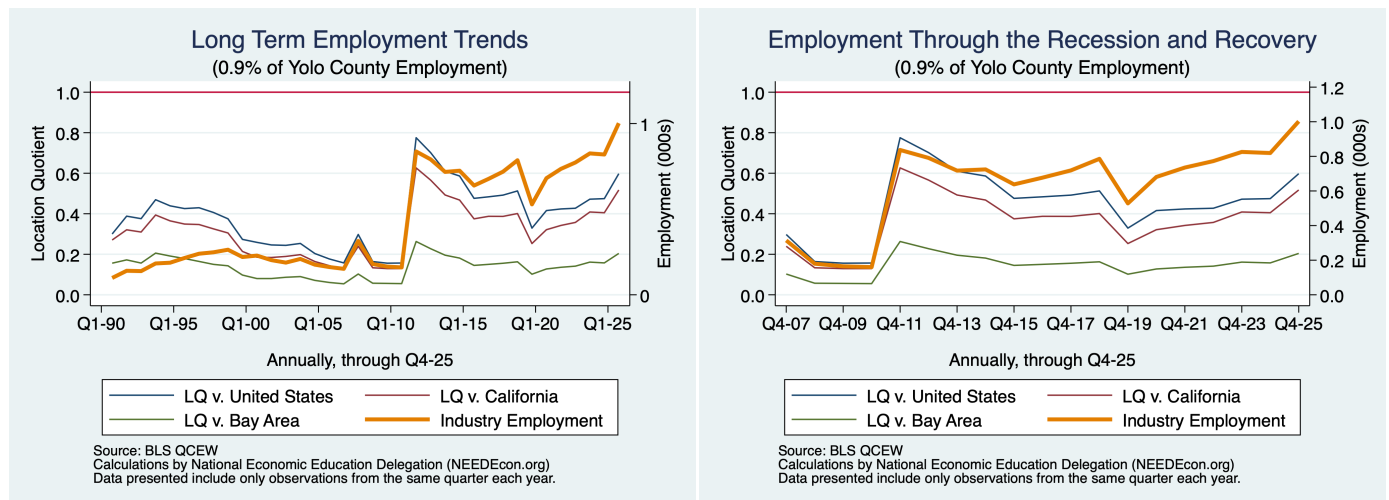 Long Term Employment Trends
(0.9% of Yolo County Employment)
Location Quotient
1.0
0.8
0.6
0.4
0.2
0.0
1
0
Employment (000s)
Q1-90 Q1-95 Q1-00 Q1-05 Q1-10 Q1-15 Q1-20 Q1-25
Annually, through Q4-25
LQ v. United States LQ v. California
LQ v. Bay Area Industry Employment
Source: BLS QCEW
Calculations by National Economic Education Delegation (NEEDEcon.org)
Data presented include only observations from the same quarter each year.
Employment Through the Recession and Recovery
(0.9% of Yolo County Employment)
Location Quotient
1.0
0.8
0.6
0.4
0.2
0.0
1.2
1.0
0.8
0.6
0.4
0.2
0.0
Employment (000s)
Q4-07 Q4-09 Q4-11 Q4-13 Q4-15 Q4-17 Q4-19 Q4-21 Q4-23 Q4-25
Annually, through Q4-25
LQ v. United States LQ v. California
LQ v. Bay Area Industry Employment
Source: BLS QCEW
Calculations by National Economic Education Delegation (NEEDEcon.org)
Data presented include only observations from the same quarter each year.